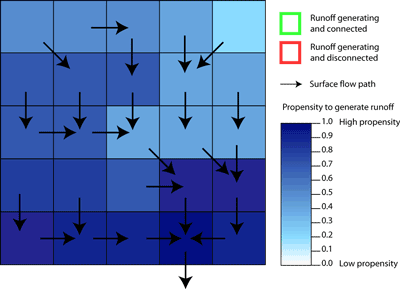 Runoff generating
and connected
Runoff generating
and disconnected
Surface flow path
Propensity to generate runoff
1.0 High propensity
0.9
0.8
0.7
0.6
0.5
0.4
0.3
0.2
0.1
0.0 Low propensity